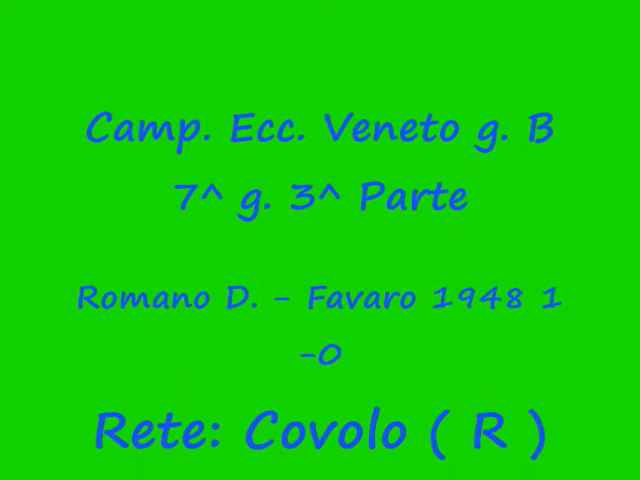 Camp. Ecc. Veneto g. B
7^ g. 3^ Parte
Romano D. - Favaro 1948 1
-0
Rete: Covolo ( R )